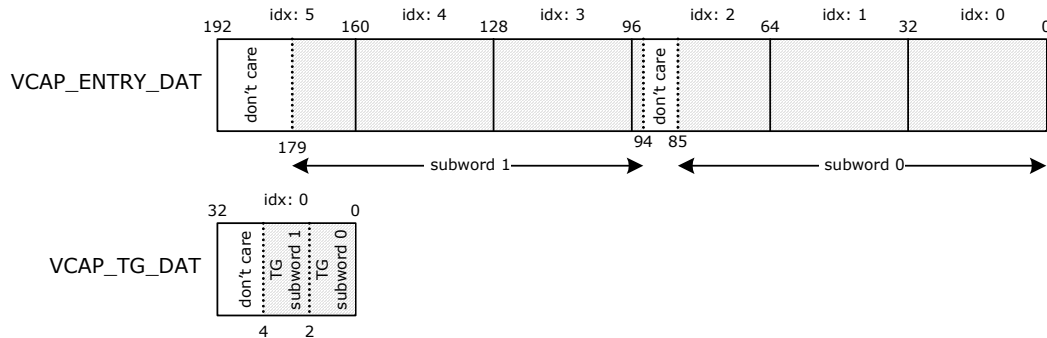 idx: 5 idx: 4 idx: 3 idx: 2 idx: 1 idx: 0
192 160 128 96 64 32 0
VCAP_ENTRY_DAT
don't care
don't care
179 94 85
subword 1 subword 0
idx: 0
32 0
VCAP_TG_DAT
don't care
TG
subword 1
TG
subword 0
4 2